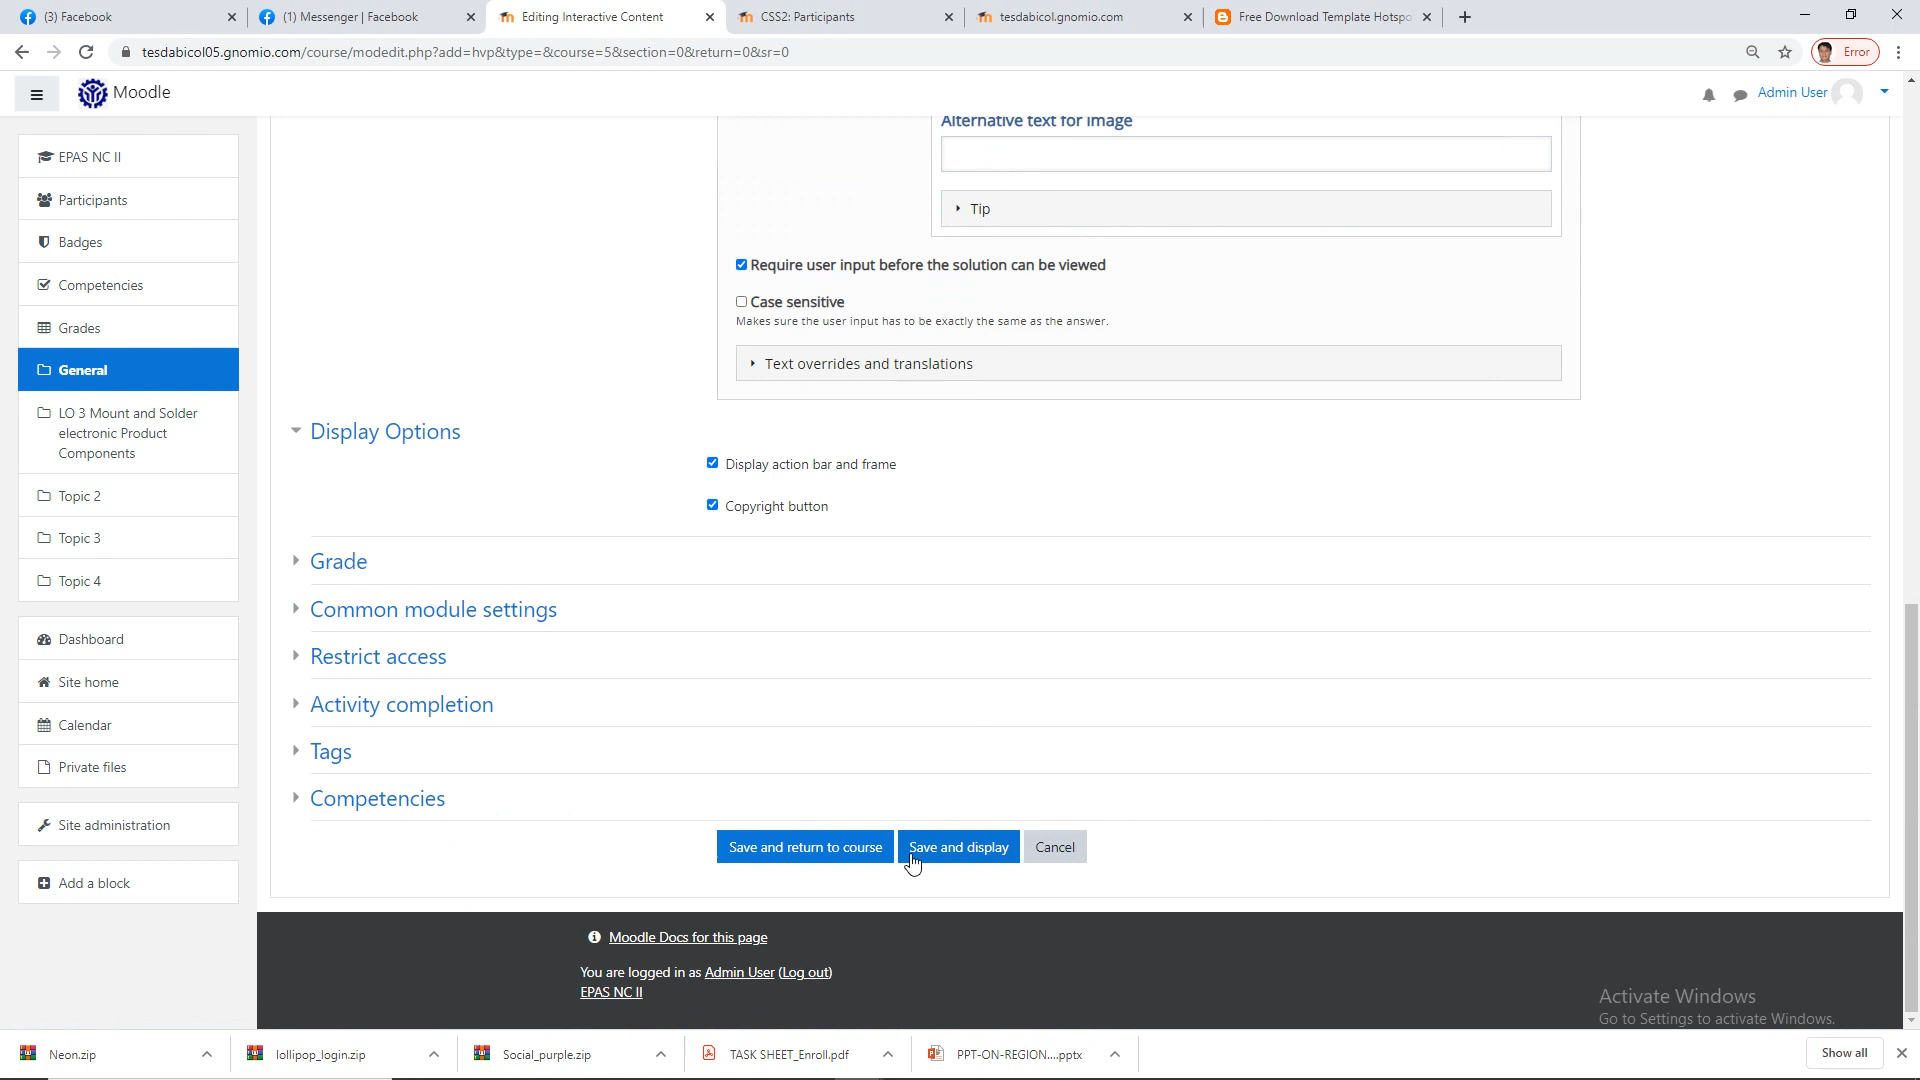 (3) Facebook
(1) Messenger | Facebook
Editing Interactive Content
CSS2: Participants
tesdabicol.gnomio.com
Free Download Template Hotspo
tesdabicol05.gnomio.com/course/modedit.php?add=hvp&type=&course=5&section=0&return=0&sr=0
Error
Moodle
Admin User
EPAS NC II
Participants
Badges
Competencies
Grades
General
LO 3 Mount and Solder
electronic Product
Components
Topic 2
Topic 3
Topic 4
Dashboard
Site home
Calendar
Private files
Site administration
Add a block
Alternative text for image
Tip
Require user input before the solution can be viewed
Case sensitive
Makes sure the user input has to be exactly the same as the answer.
Text overrides and translations
Display Options
Display action bar and frame
Copyright button
Grade
Common module settings
Restrict access
Activity completion
Tags
Competencies
Save and return to course
Save and display
Cancel
Moodle Docs for this page
You are logged in as Admin User (Log out)
EPAS NC II
Activate Windows
Go to Settings to activate Windows.
Neon.zip
lollipop_login.zip
Social_purple.zip
TASK SHEET_Enroll.pdf
PPT-ON-REGION....pptx
Show all